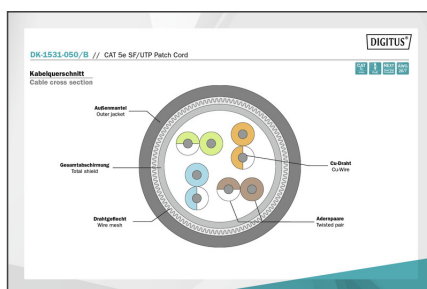 DIGITUS®
DK-1531-050/B // CAT 5e SF/UTP Patch Cord
Kabelquerschnitt
Cable cross section
Außenmantel
Outer jacket
Gesamtabschirmung
Total shield
Cu-Draht
Cu-Wire
Drahtgeflecht
Wire mesh
Adernpaare
Twisted pair